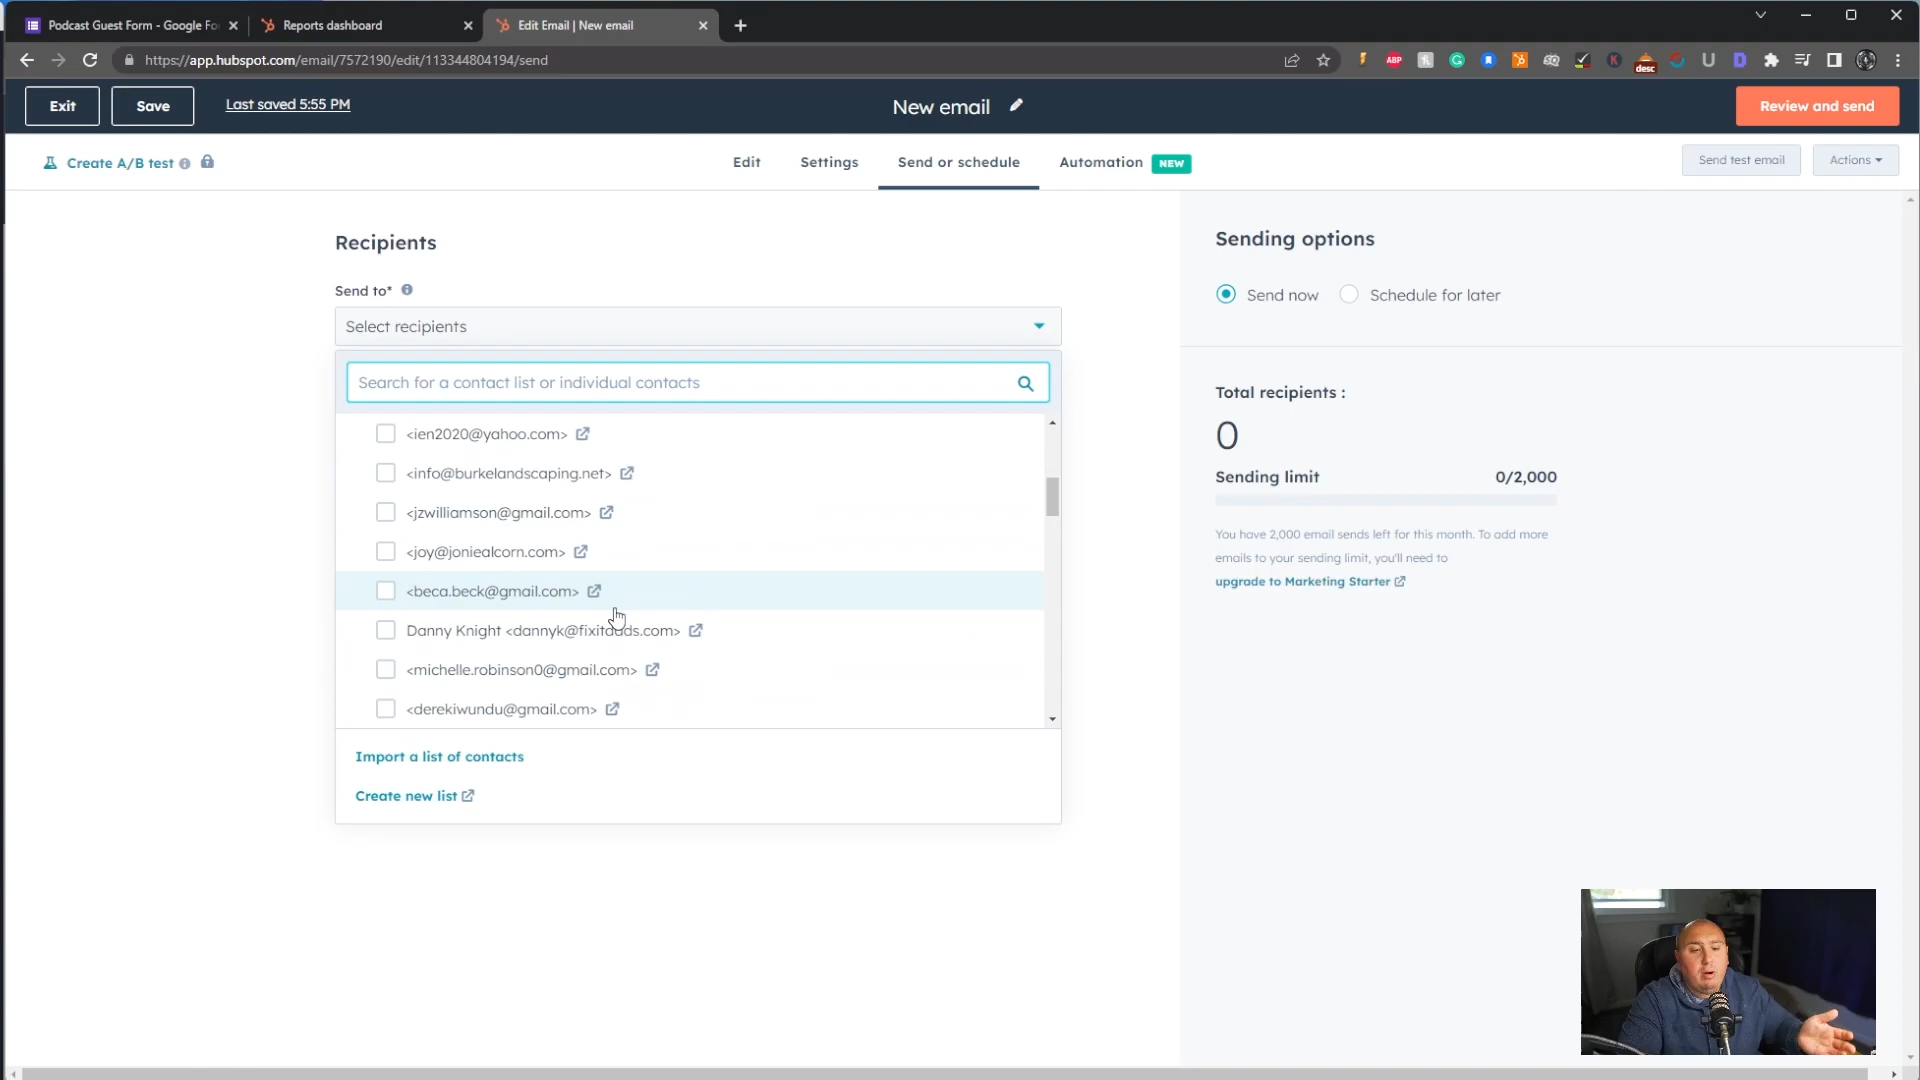 Podcast Guest Form - Google Fo
Reports dashboard
Edit Email | New email
https://app.hubspot.com/email/7572190/edit/113344804194/send
ABP
desc
Exit
Save
Last saved 5:55 PM
New email
Review and send
Create A/B test
Edit
Settings
Send or schedule
Automation
NEW
Send test email
Actions
Recipients
Send to*
Select recipients
Search for a contact list or individual contacts
<ien2020@yahoo.com>
<info@burkelandscaping.net>
<jzwilliamson@gmail.com>
<joy@joniealcorn.com>
<beca.beck@gmail.com>
Danny Knight
<michelle.robinson0@gmail.com>
<derekiwundu@gmail.com>
Import a list of contacts
Create new list
Sending options
Send now
Schedule for later
Total recipients :
0
Sending limit
0/2,000
You have 2,000 email sends left for this month. To add more
emails to your sending limit, you'll need to
upgrade to Marketing Starter